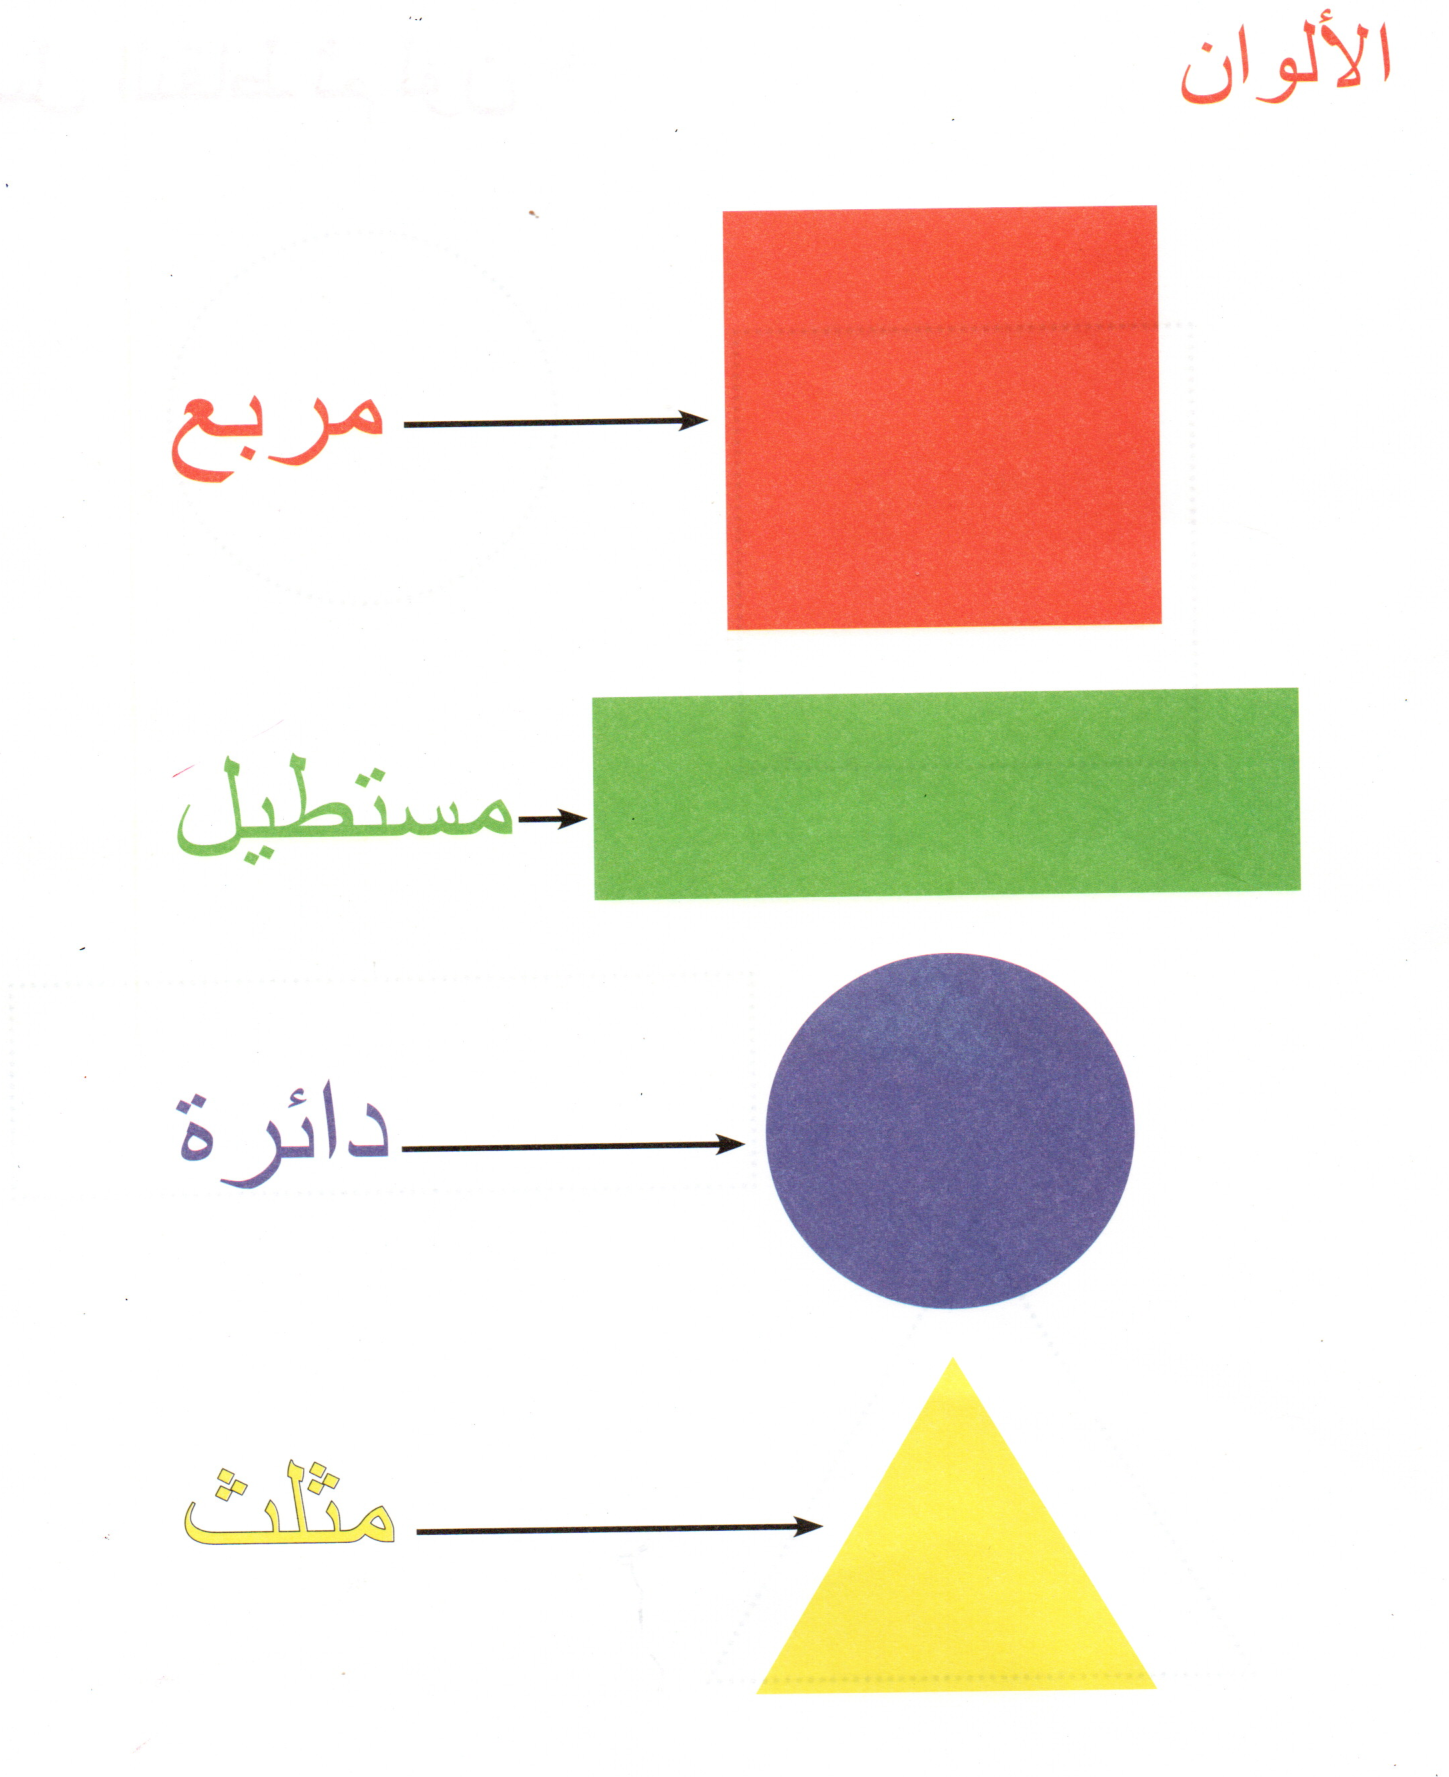 الألوان
مربع
مستطيل
دائرة
مثلث